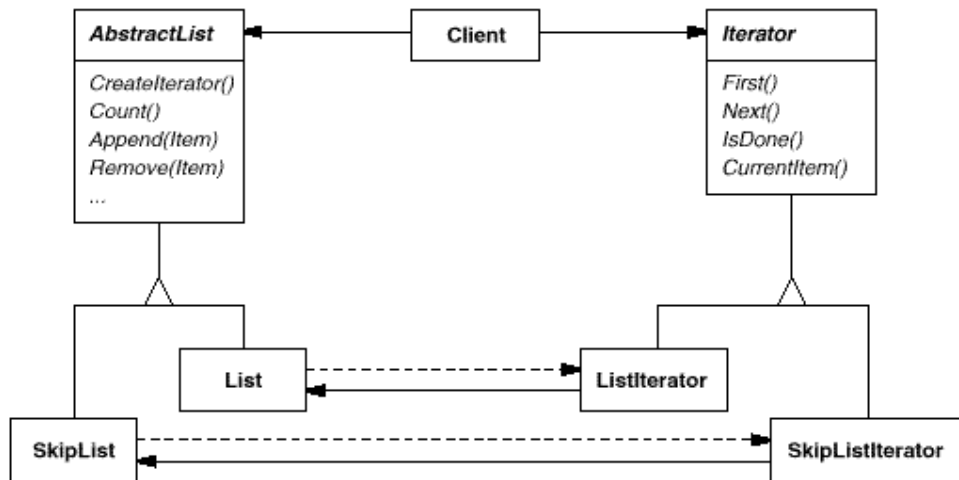 AbstractList
CreateIterator()
Count()
Append(Item)
Remove(Item)
...
Client
Iterator
First()
Next()
IsDone()
CurrentItem()
List
ListIterator
SkipList
SkipListIterator